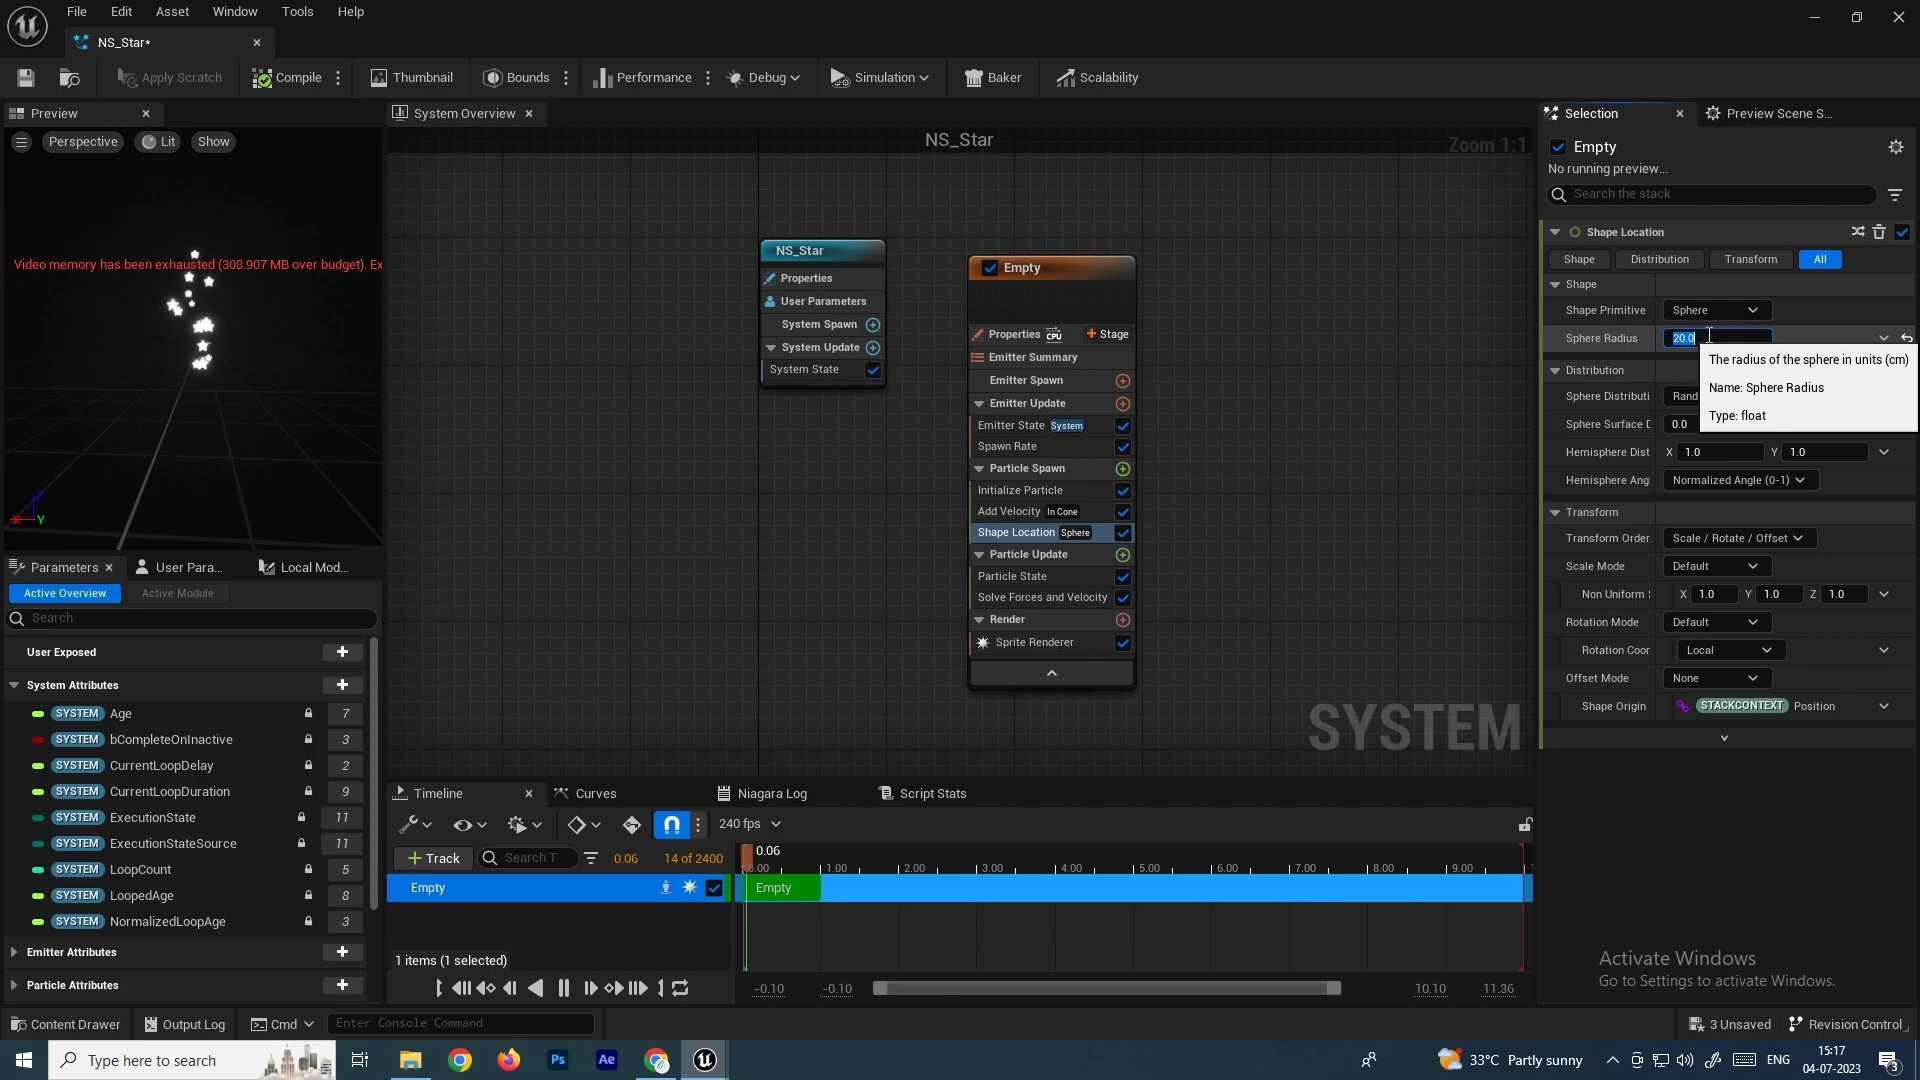 File Edit Asset Window Tools Help
NS_Star*
Apply Scratch Compile Thumbnail Bounds Performance Debug Simulation Baker Scalability
Preview
Perspective Lit Show
Video memory has been exhausted (308.907 MB over budget). Ex
System Overview
NS_Star
Zoom 1:1
NS_Star
Properties
User Parameters
System Spawn
System Update
System State
Empty
Properties CPU Stage
Emitter Summary
Emitter Spawn
Emitter Update
Emitter State System
Spawn Rate
Particle Spawn
Initialize Particle
Add Velocity In Cone
Shape Location Sphere
Particle Update
Particle State
Solve Forces and Velocity
Render
Sprite Renderer
SYSTEM
Selection Preview Scene S...
Empty
No running preview...
Search the stack
Shape Location
Shape Distribution Transform All
Shape
Shape Primitive Sphere
Sphere Radius 20.0
The radius of the sphere in units (cm)
Name: Sphere Radius
Type: float
Distribution
Sphere Distributi Rand
Sphere Surface D 0.0
Hemisphere Dist X 1.0 Y 1.0
Hemisphere Ang Normalized Angle (0-1)
Transform
Transform Order Scale / Rotate / Offset
Scale Mode Default
Non Uniform X 1.0 Y 1.0 Z 1.0
Rotation Mode Default
Rotation Coor Local
Offset Mode None
Shape Origin STACKCONTEXT Position
X Y Z
Parameters User Para... Local Mod...
Active Overview Active Module
Search
User Exposed
System Attributes
SYSTEM Age 7
SYSTEM bCompleteOnInactive 3
SYSTEM CurrentLoopDelay 2
SYSTEM CurrentLoopDuration 9
SYSTEM ExecutionState 11
SYSTEM ExecutionStateSource 11
SYSTEM LoopCount 5
SYSTEM LoopedAge 8
SYSTEM NormalizedLoopAge 3
Emitter Attributes
Particle Attributes
Timeline Curves Niagara Log Script Stats
240 fps
Track Search T 0.06 14 of 2400
0.06
0.00 1.00 2.00 3.00 4.00 5.00 6.00 7.00 8.00 9.00
Empty Empty
1 items (1 selected)
-0.10 -0.10 10.10 11.36
Activate Windows
Go to Settings to activate Windows.
Content Drawer Output Log Cmd Enter Console Command 3 Unsaved Revision Control
Type here to search Ps Ae 33°C Partly sunny ENG 15:17
04-07-2023 3